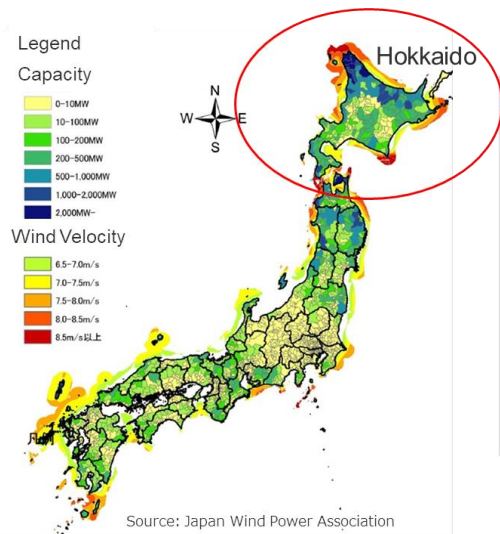 Legend
Hokkaido
Capacity
N
W E
S
0-10MW
10-100MW
100-200MW
200-500MW
500-1,000MW
1,000-2,000MW
2,000MW-
Wind Velocity
6.5-7.0m/s
7.0-7.5m/s
7.5-8.0m/s
8.0-8.5m/s
8.5m/s以上
凡例
Source: Japan Wind Power Association